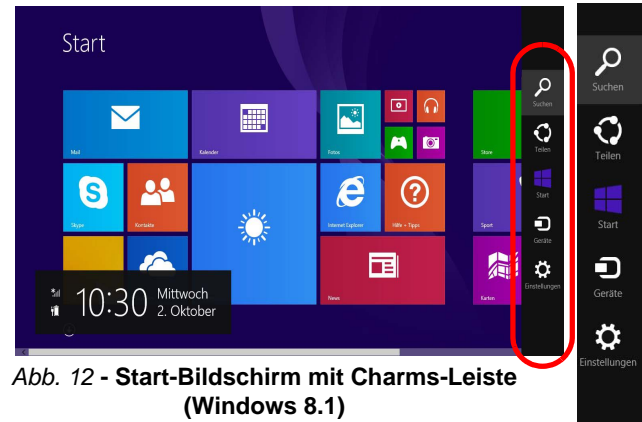 Start
Mail
Kalender
Fotos
Store
Skype
Kontakte
Internet Explorer
Hilfe + Tipps
Sport
News
Karten
10:30 Mittwoch
2. Oktober
Suchen
Teilen
Start
Geräte
Einstellungen
Suchen
Teilen
Start
Geräte
Einstellungen
Abb. 12 - Start-Bildschirm mit Charms-Leiste
(Windows 8.1)